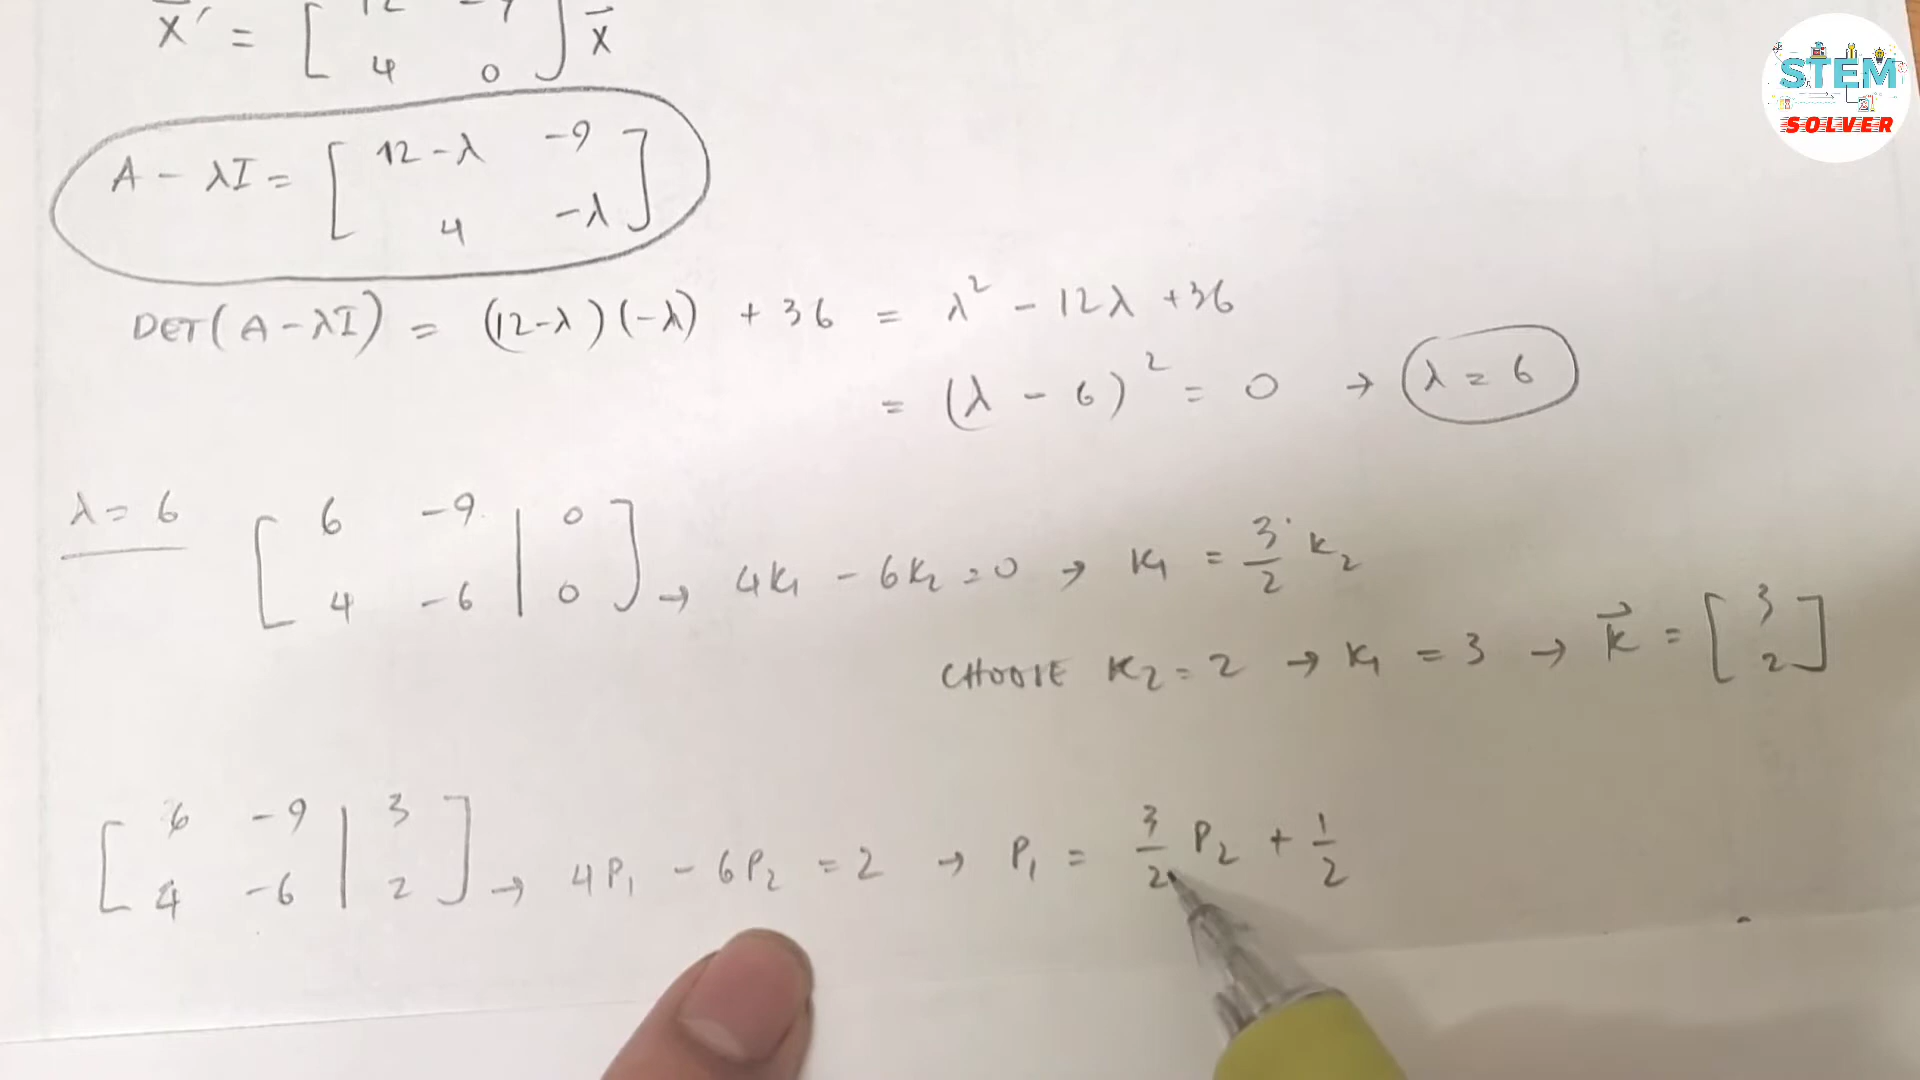 x⃗' = [ 12 -9
4 0 ] x⃗
A - λI = [ 12-λ -9
4 -λ ]
DET(A-λI) = (12-λ)(-λ) + 36 = λ² - 12λ + 36
= (λ - 6)² = 0 → λ = 6
λ = 6 [ 6 -9 | 0
4 -6 | 0 ] → 4k₁ - 6k₂ = 0 → k₁ = 3/2 k₂
CHOOSE k₂ = 2 → k₁ = 3 → k⃗ = [ 3
2 ]
[ 6 -9 | 3
4 -6 | 2 ] → 4P₁ - 6P₂ = 2 → P₁ = 3/2 P₂ + 1/2
STEM
SOLVER